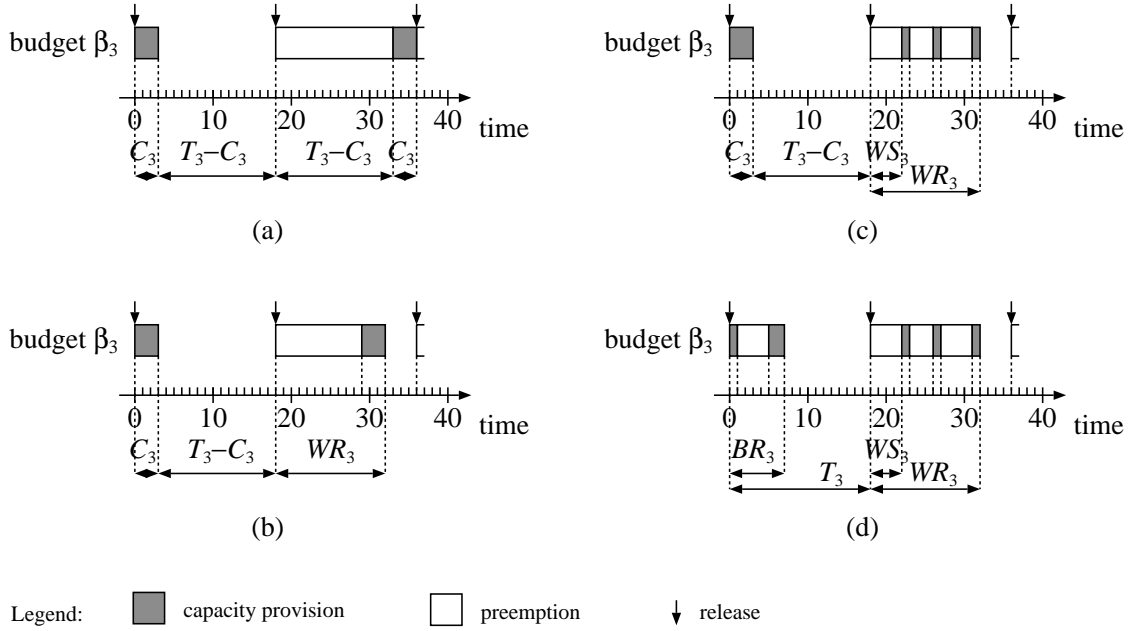 budget β3
0 10 20 30 40 time
C3 T3–C3 T3–C3 C3
(a)
budget β3
0 10 20 30 40 time
C3 T3–C3 WS3
WR3
(c)
budget β3
0 10 20 30 40 time
C3 T3–C3 WR3
(b)
budget β3
0 10 20 30 40 time
BR3 WS3
T3 WR3
(d)
Legend: capacity provision preemption release